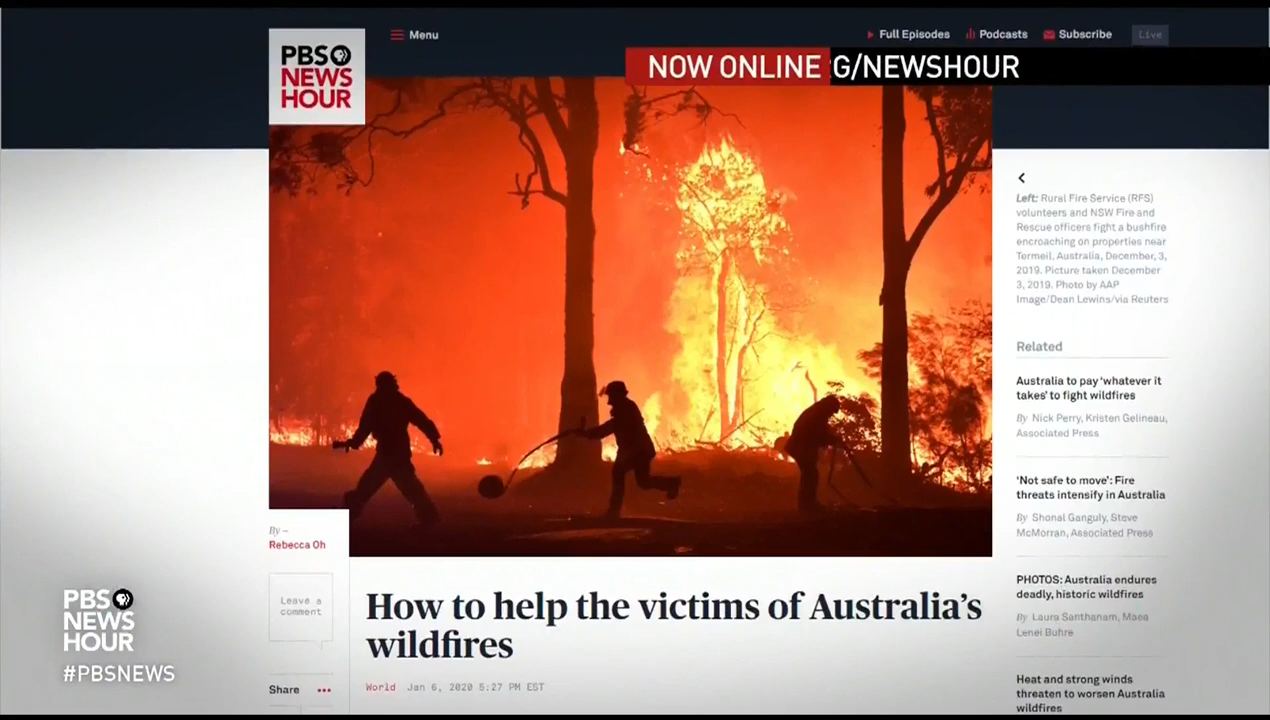 PBS
NEWS
HOUR
Menu
Full Episodes
Podcasts
Subscribe
Live
NOW ONLINE
G/NEWSHOUR
Left: Rural Fire Service (RFS)
volunteers and NSW Fire and
Rescue officers fight a bushfire
encroaching on properties near
Termeil, Australia, December, 3,
2019. Picture taken December
3, 2019. Photo by AAP
Image/Dean Lewins/via Reuters
Related
Australia to pay 'whatever it
takes' to fight wildfires
By Nick Perry, Kristen Gelineau,
Associated Press
'Not safe to move': Fire
threats intensify in Australia
By Shonal Ganguly, Steve
McMorran, Associated Press
PHOTOS: Australia endures
deadly, historic wildfires
By Laura Santhanam, Maea
Lenei Buhre
Heat and strong winds
threaten to worsen Australia
wildfires
By —
Rebecca Oh
Leave a
comment
Share
How to help the victims of Australia's
wildfires
World Jan 6, 2020 5:27 PM EST
PBS
NEWS
HOUR
#PBSNEWS